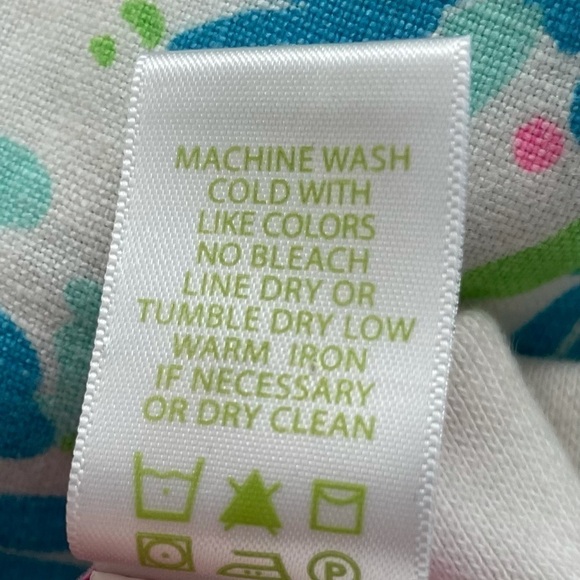 MACHINE WASH
COLD WITH
LIKE COLORS
NO BLEACH
LINE DRY OR
TUMBLE DRY LOW
WARM IRON
IF NECESSARY
OR DRY CLEAN
P